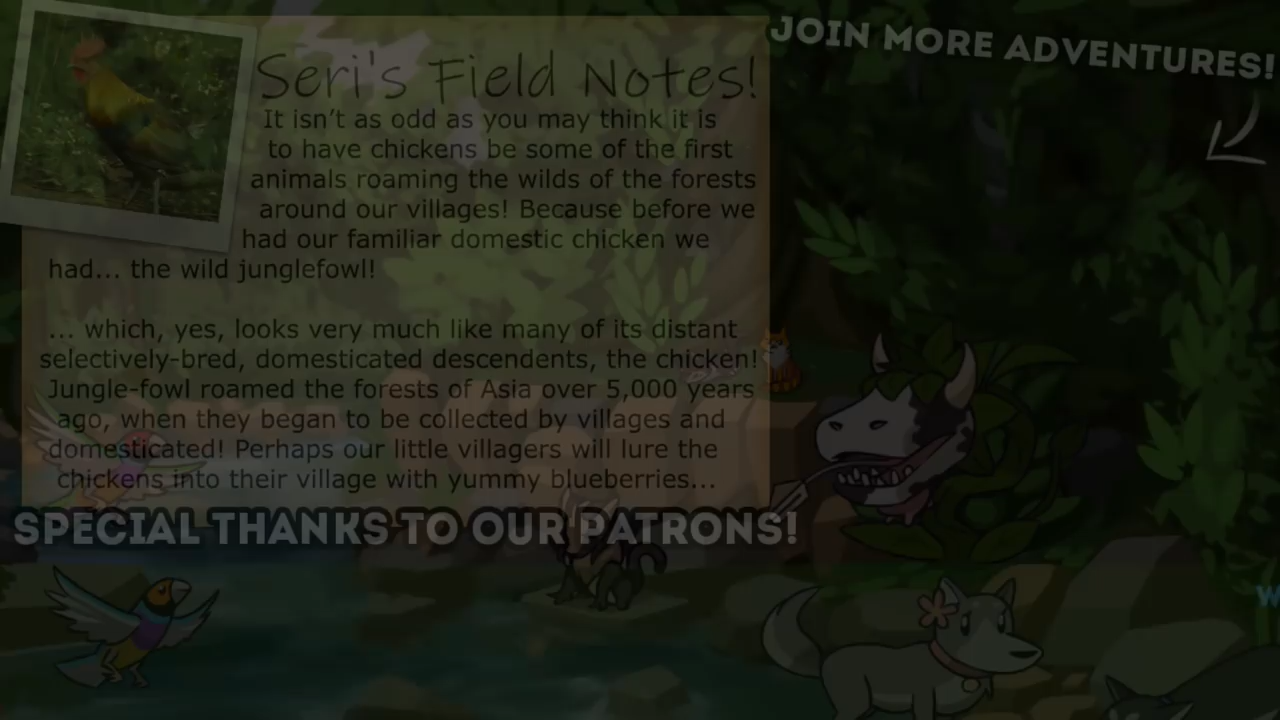 Seri's Field Notes!
It isn't as odd as you may think it is
to have chickens be some of the first
animals roaming the wilds of the forests
around our villages! Because before we
had our familiar domestic chicken we
had... the wild junglefowl!
... which, yes, looks very much like many of its distant
selectively-bred, domesticated descendents, the chicken!
Jungle-fowl roamed the forests of Asia over 5,000 years
ago, when they began to be collected by villages and
domesticated! Perhaps our little villagers will lure the
chickens into their village with yummy blueberries...
JOIN MORE ADVENTURES!
SPECIAL THANKS TO OUR PATRONS!